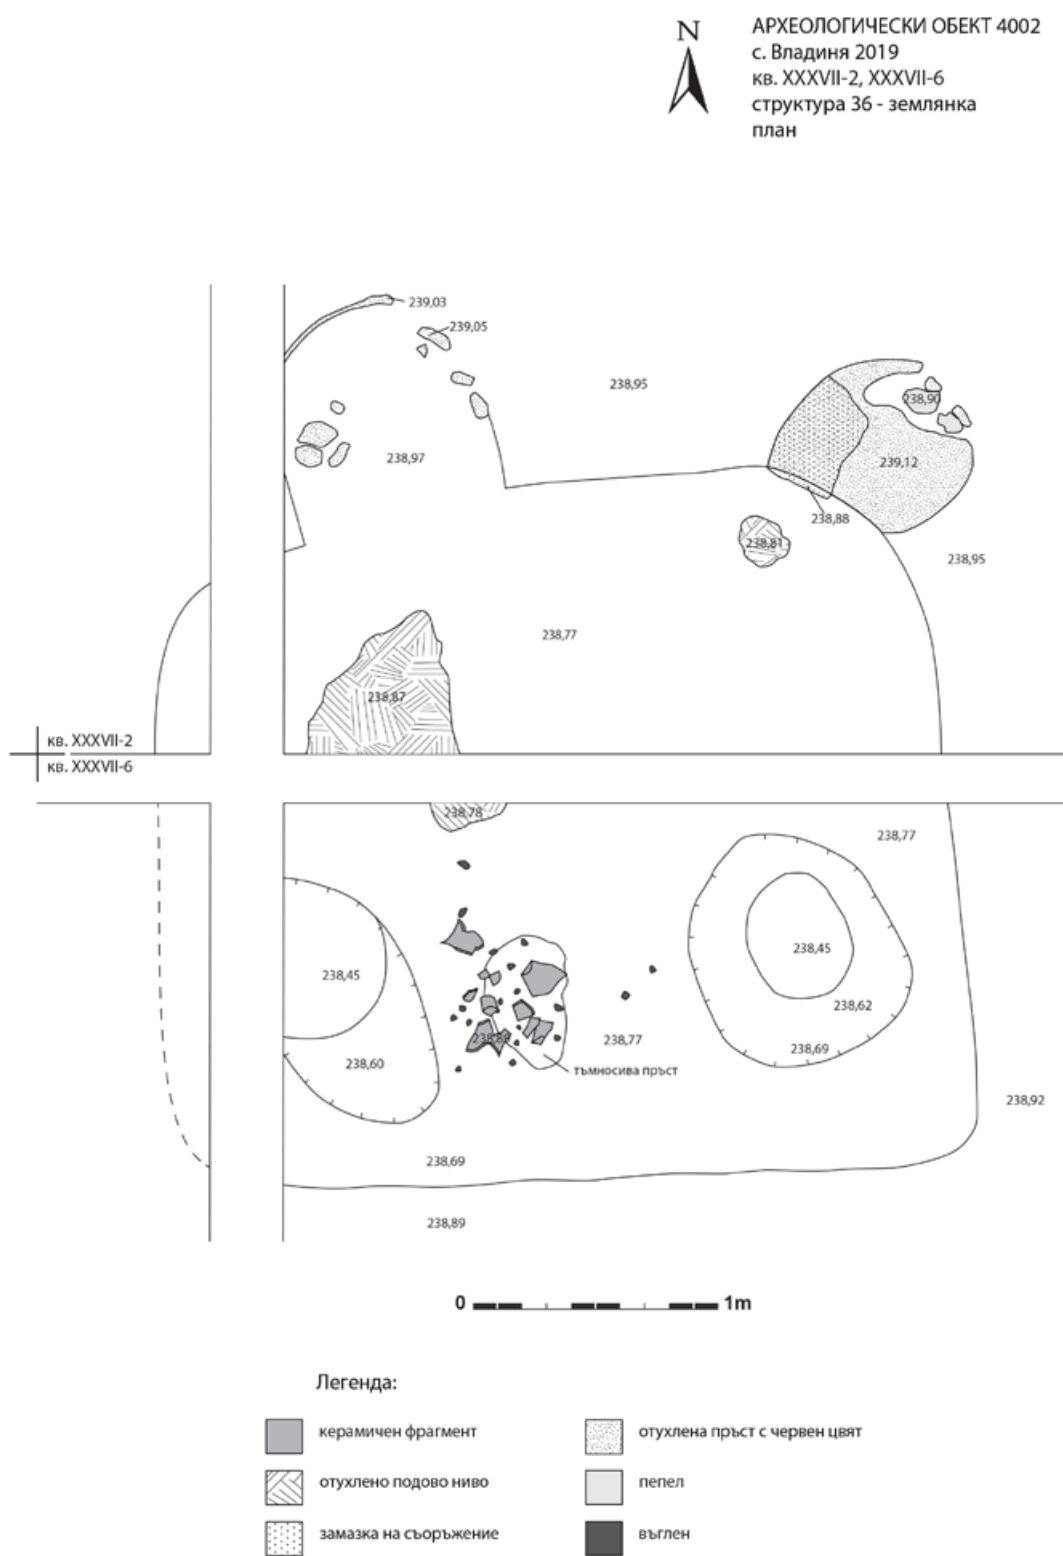 N
АРХЕОЛОГИЧЕСКИ ОБЕКТ 4002
с. Владиня 2019
кв. XXXVII-2, XXXVII-6
структура 36 - землянка
план
239,03
239,05
238,95
238,90
238,97
239,12
238,88
238,81
238,95
238,77
238,87
кв. XXXVII-2
кв. XXXVII-6
238,78
238,77
238,45
238,45
238,62
238,77
238,69
238,60
тъмносива пръст
238,92
238,69
238,89
0 1m
Легенда:
керамичен фрагмент
отухлена пръст с червен цвят
отухлено подово ниво
пепел
замазка на съоръжение
въглен